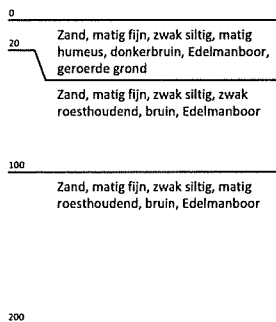 0
Zand, matig fijn, zwak siltig, matig
20
humeus, donkerbruin, Edelmanboor,
geroerde grond
Zand, matig fijn, zwak siltig, zwak
roesthoudend, bruin, Edelmanboor
100
Zand, matig fijn, zwak siltig, matig
roesthoudend, bruin, Edelmanboor
200